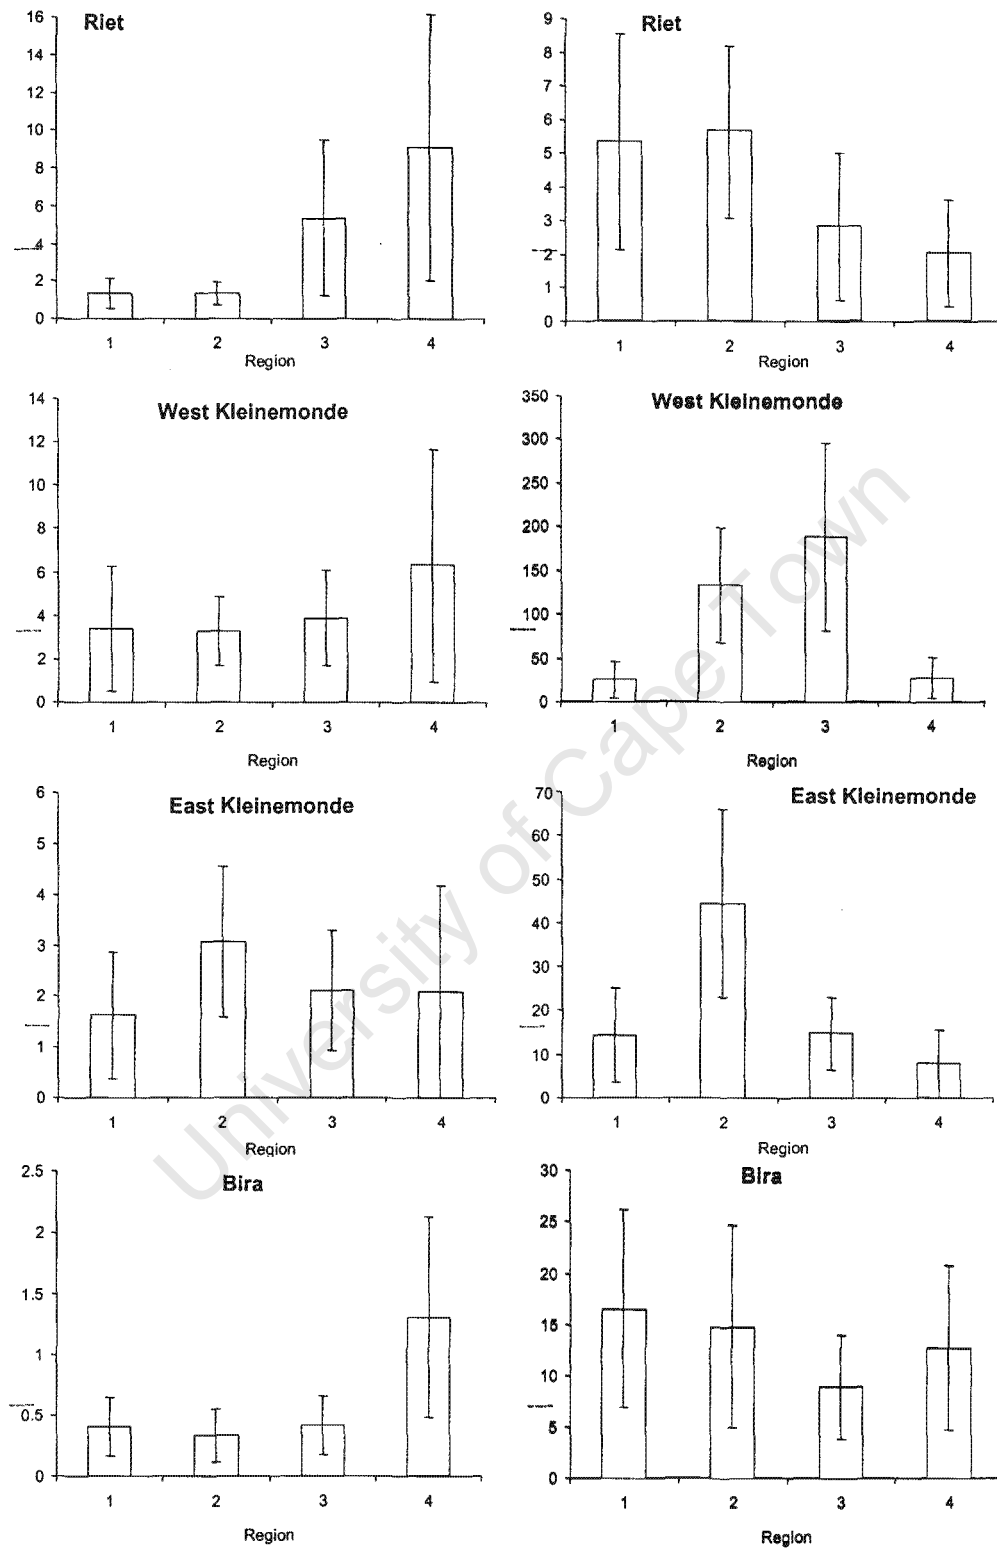 Riet
16
14
12
10
8
6
4
2
0
1 2 3 4
Region
Riet
9
8
7
6
5
4
3
2
1
0
1 2 3 4
Region
West Kleinemonde
14
12
10
8
6
4
2
0
1 2 3 4
Region
West Kleinemonde
350
300
250
200
150
100
50
0
1 2 3 4
Region
East Kleinemonde
6
5
4
3
2
1
0
1 2 3 4
Region
East Kleinemonde
70
60
50
40
30
20
10
0
1 2 3 4
Region
Bira
2.5
2
1.5
1
0.5
0
1 2 3 4
Region
Bira
30
25
20
15
10
5
0
1 2 3 4
Region
University of Cape Town